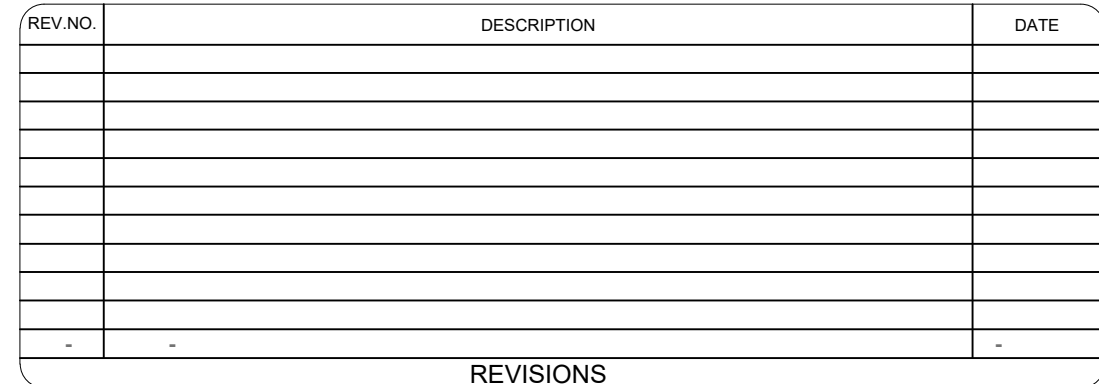 REV.NO. DESCRIPTION DATE
- - -
REVISIONS